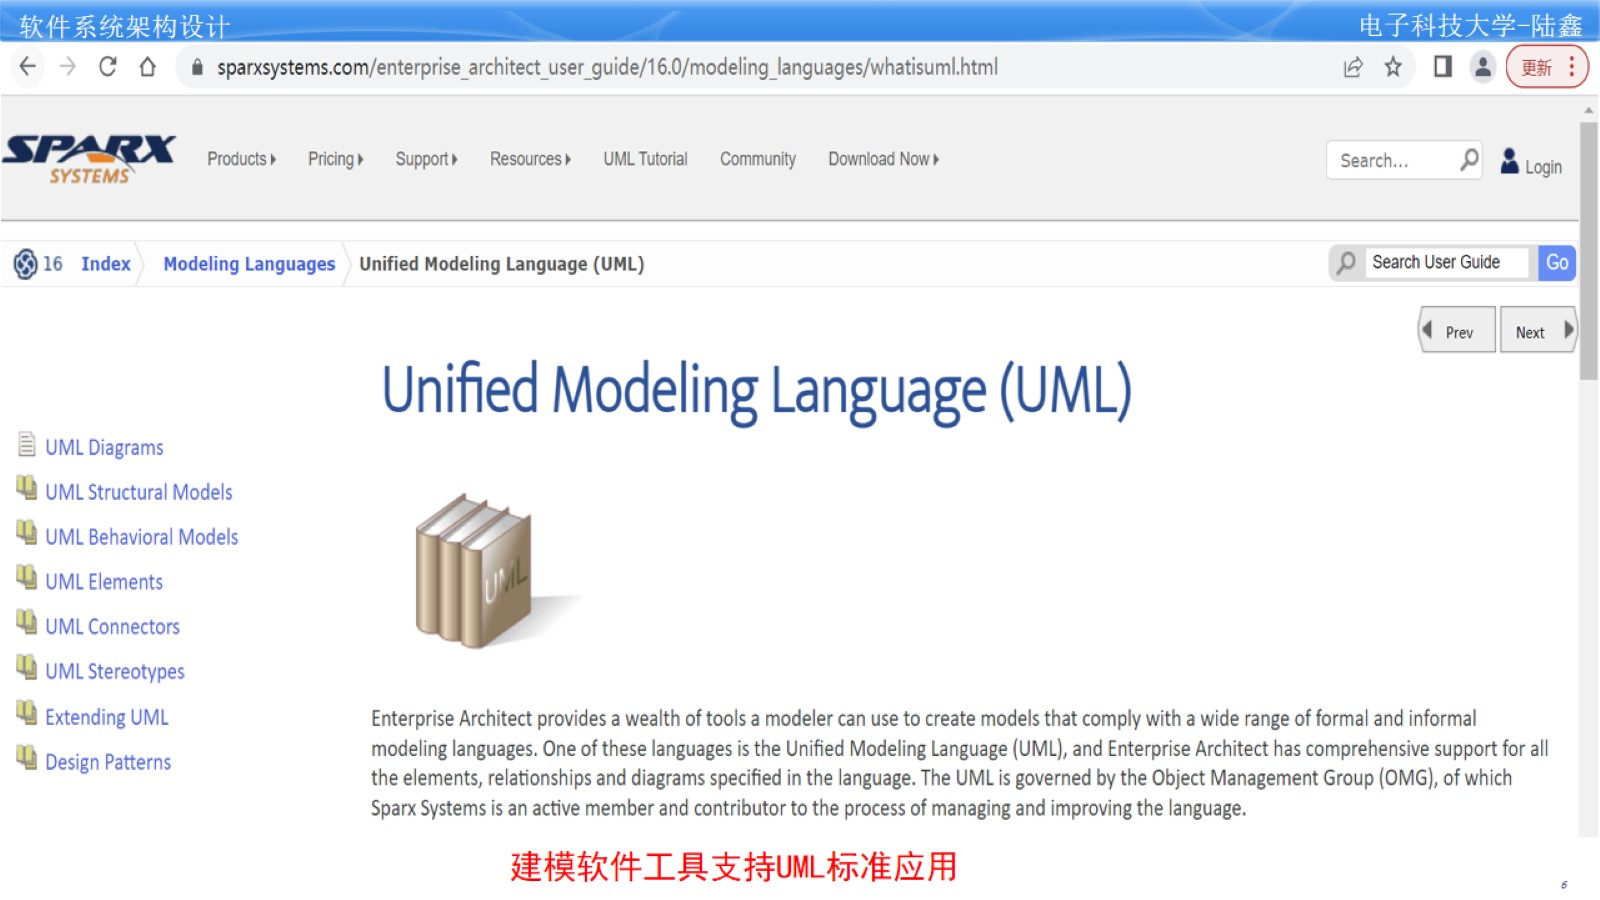 软件系统架构设计
电子科技大学-陆鑫
sparxsystems.com/enterprise_architect_user_guide/16.0/modeling_languages/whatisuml.html
更新
SPARX
SYSTEMS
Products
Pricing
Support
Resources
UML Tutorial
Community
Download Now
Search...
Login
16
Index
Modeling Languages
Unified Modeling Language (UML)
Search User Guide
Go
Prev
Next
Unified Modeling Language (UML)
UML Diagrams
UML Structural Models
UML Behavioral Models
UML Elements
UML Connectors
UML Stereotypes
Extending UML
Design Patterns
UML
Enterprise Architect provides a wealth of tools a modeler can use to create models that comply with a wide range of formal and informal
modeling languages. One of these languages is the Unified Modeling Language (UML), and Enterprise Architect has comprehensive support for all
the elements, relationships and diagrams specified in the language. The UML is governed by the Object Management Group (OMG), of which
Sparx Systems is an active member and contributor to the process of managing and improving the language.
建模软件工具支持UML标准应用
6